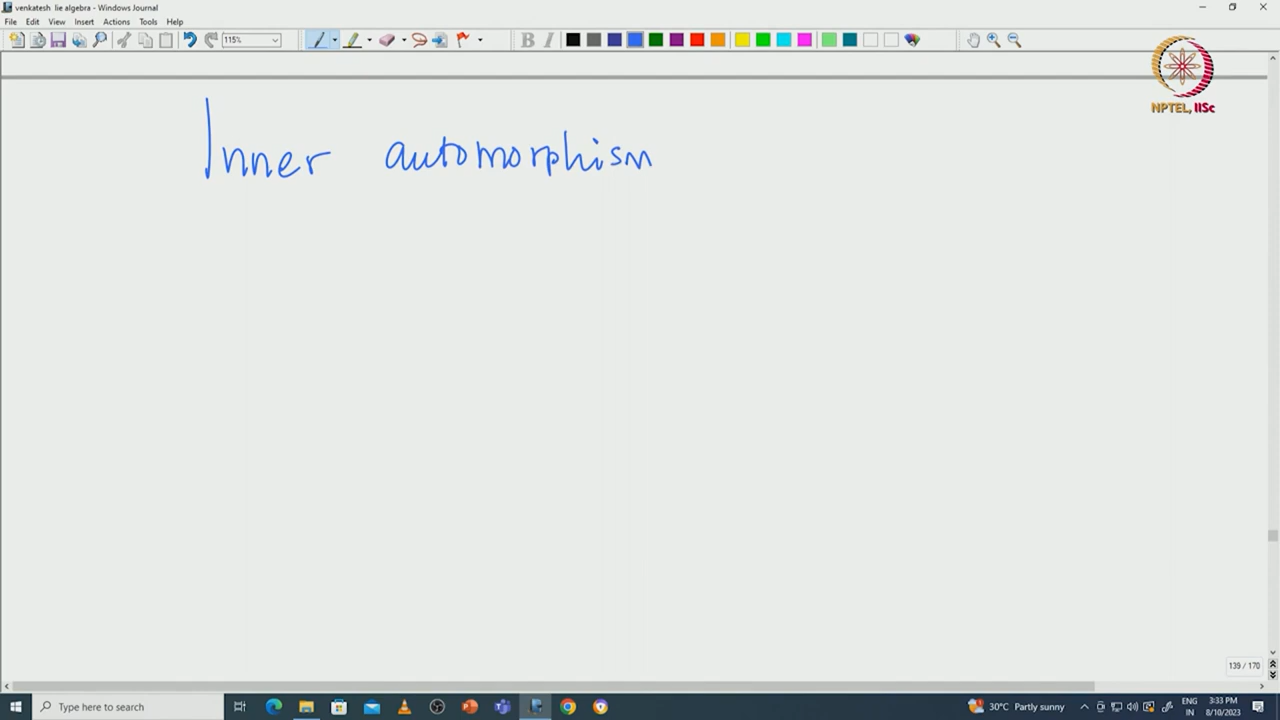 venkatesh lie algebra - Windows Journal
File Edit View Insert Actions Tools Help
115%
NPTEL, IISc
Inner automorphism
139 / 170
Type here to search
30°C Partly sunny
ENG
IN
3:33 PM
8/10/2023